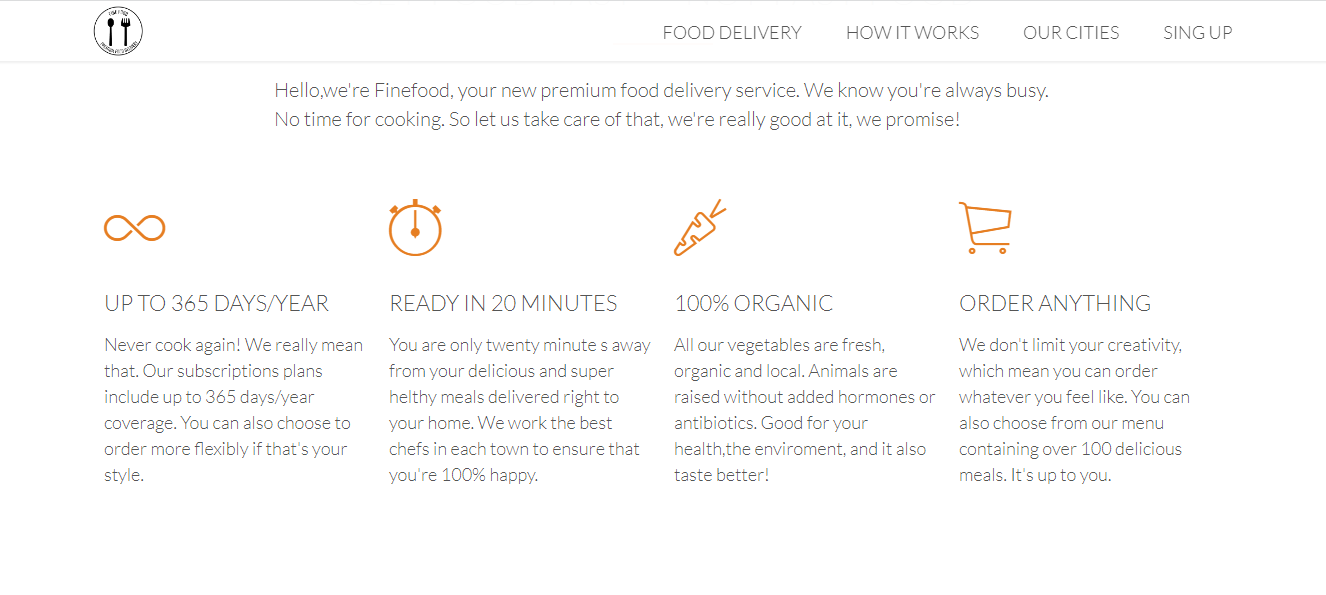 FOOD DELIVERY HOW IT WORKS OUR CITIES SING UP
Hello,we're Finefood, your new premium food delivery service. We know you're always busy.
No time for cooking. So let us take care of that, we're really good at it, we promise!
UP TO 365 DAYS/YEAR
Never cook again! We really mean
that. Our subscriptions plans
include up to 365 days/year
coverage. You can also choose to
order more flexibly if that's your
style.
READY IN 20 MINUTES
You are only twenty minute s away
from your delicious and super
helthy meals delivered right to
your home. We work the best
chefs in each town to ensure that
you're 100% happy.
100% ORGANIC
All our vegetables are fresh,
organic and local. Animals are
raised without added hormones or
antibiotics. Good for your
health,the enviroment, and it also
taste better!
ORDER ANYTHING
We don't limit your creativity,
which mean you can order
whatever you feel like. You can
also choose from our menu
containing over 100 delicious
meals. It's up to you.